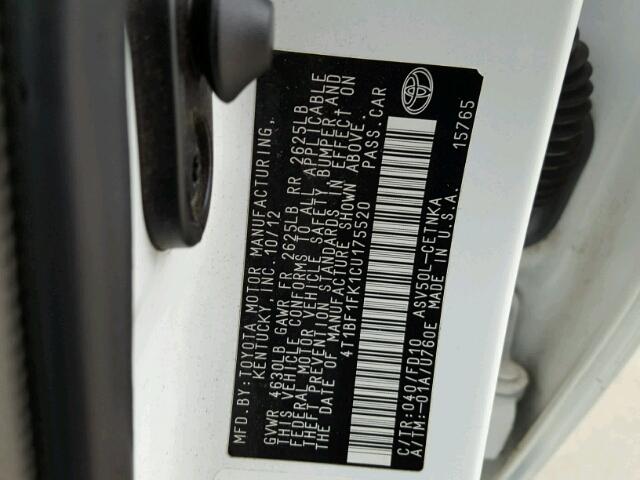 MFD.BY:TOYOTA MOTOR MANUFACTURING,
KENTUCKY, INC. 10/12
GVWR 4630LB GAWR FR 2625LB RR 2625LB
THIS VEHICLE CONFORMS TO ALL APPLICABLE
FEDERAL MOTOR VEHICLE SAFETY BUMPER, AND
THEFT PREVENTION STANDARDS IN EFFECT ON
THE DATE OF MANUFACTURE SHOWN ABOVE.
4T1BF1FK1CU175520 PASS.CAR
C/TR:040/FD10 ASV50L-CETNKA
A/TM:-01A/U760E MADE IN U.S.A.
15765